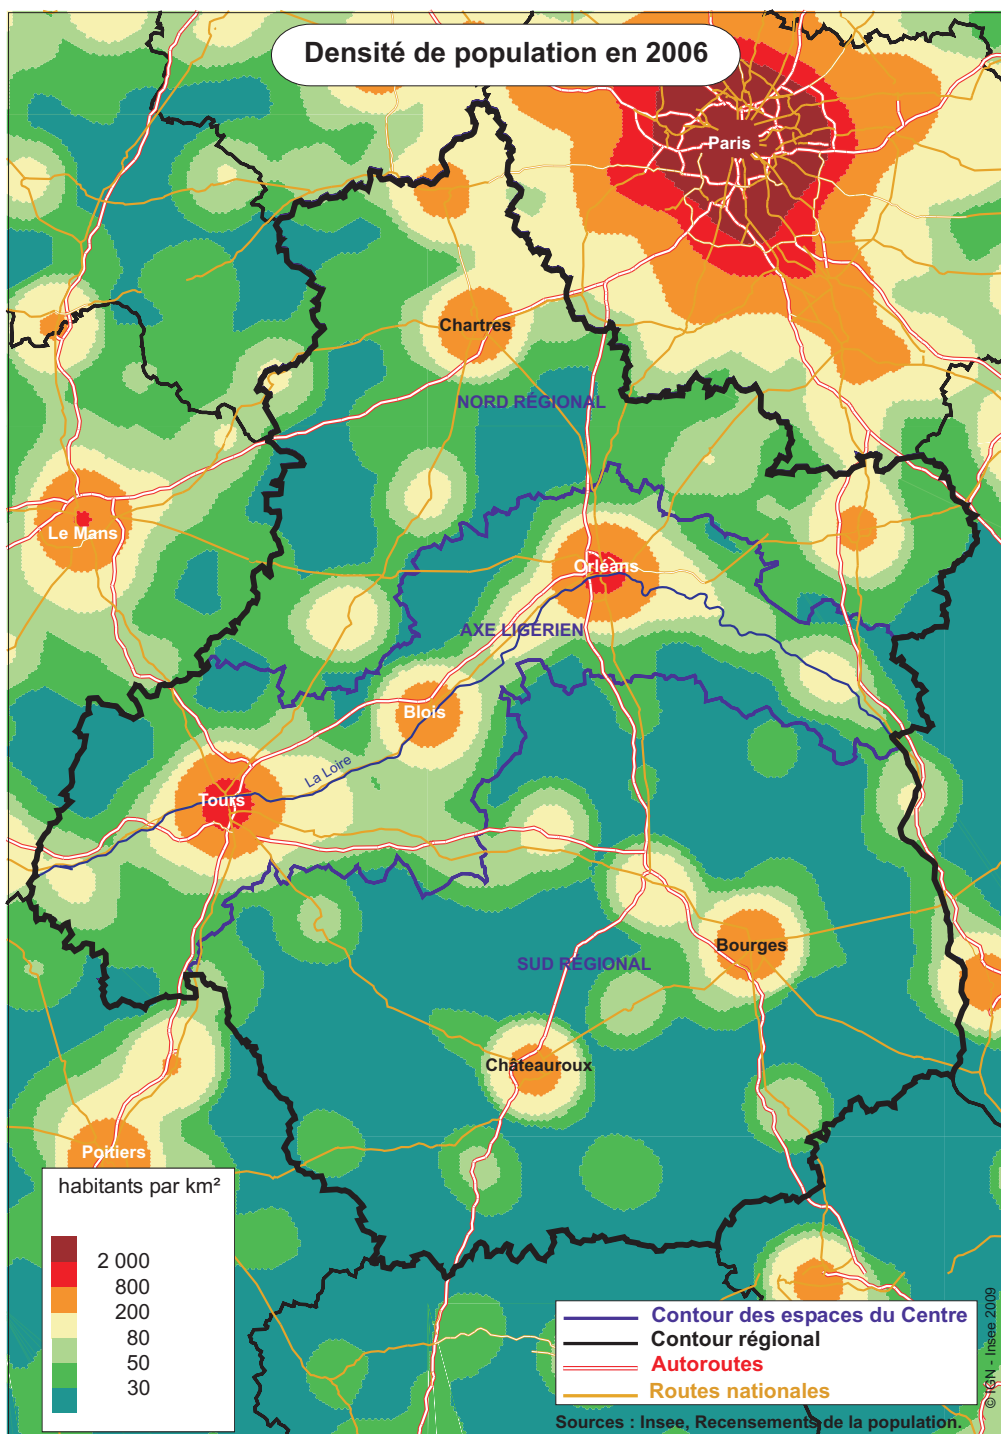 Densité de population en 2006
Paris
Chartres
NORD RÉGIONAL
Le Mans
Orléans
AXE LIGÉRIEN
Blois
La Loire
Tours
Bourges
SUD RÉGIONAL
Châteauroux
Poitiers
habitants par km²
2 000
800
200
80
50
30
Contour des espaces du Centre
Contour régional
Autoroutes
Routes nationales
Sources : Insee, Recensements de la population.
© IGN - Insee 2009